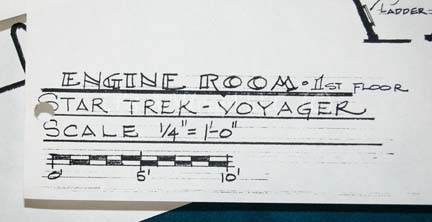 LADDER
ENGINE ROOM • 1ST FLOOR
STAR TREK - VOYAGER
SCALE 1/4" = 1'-0"
0' 5' 10'